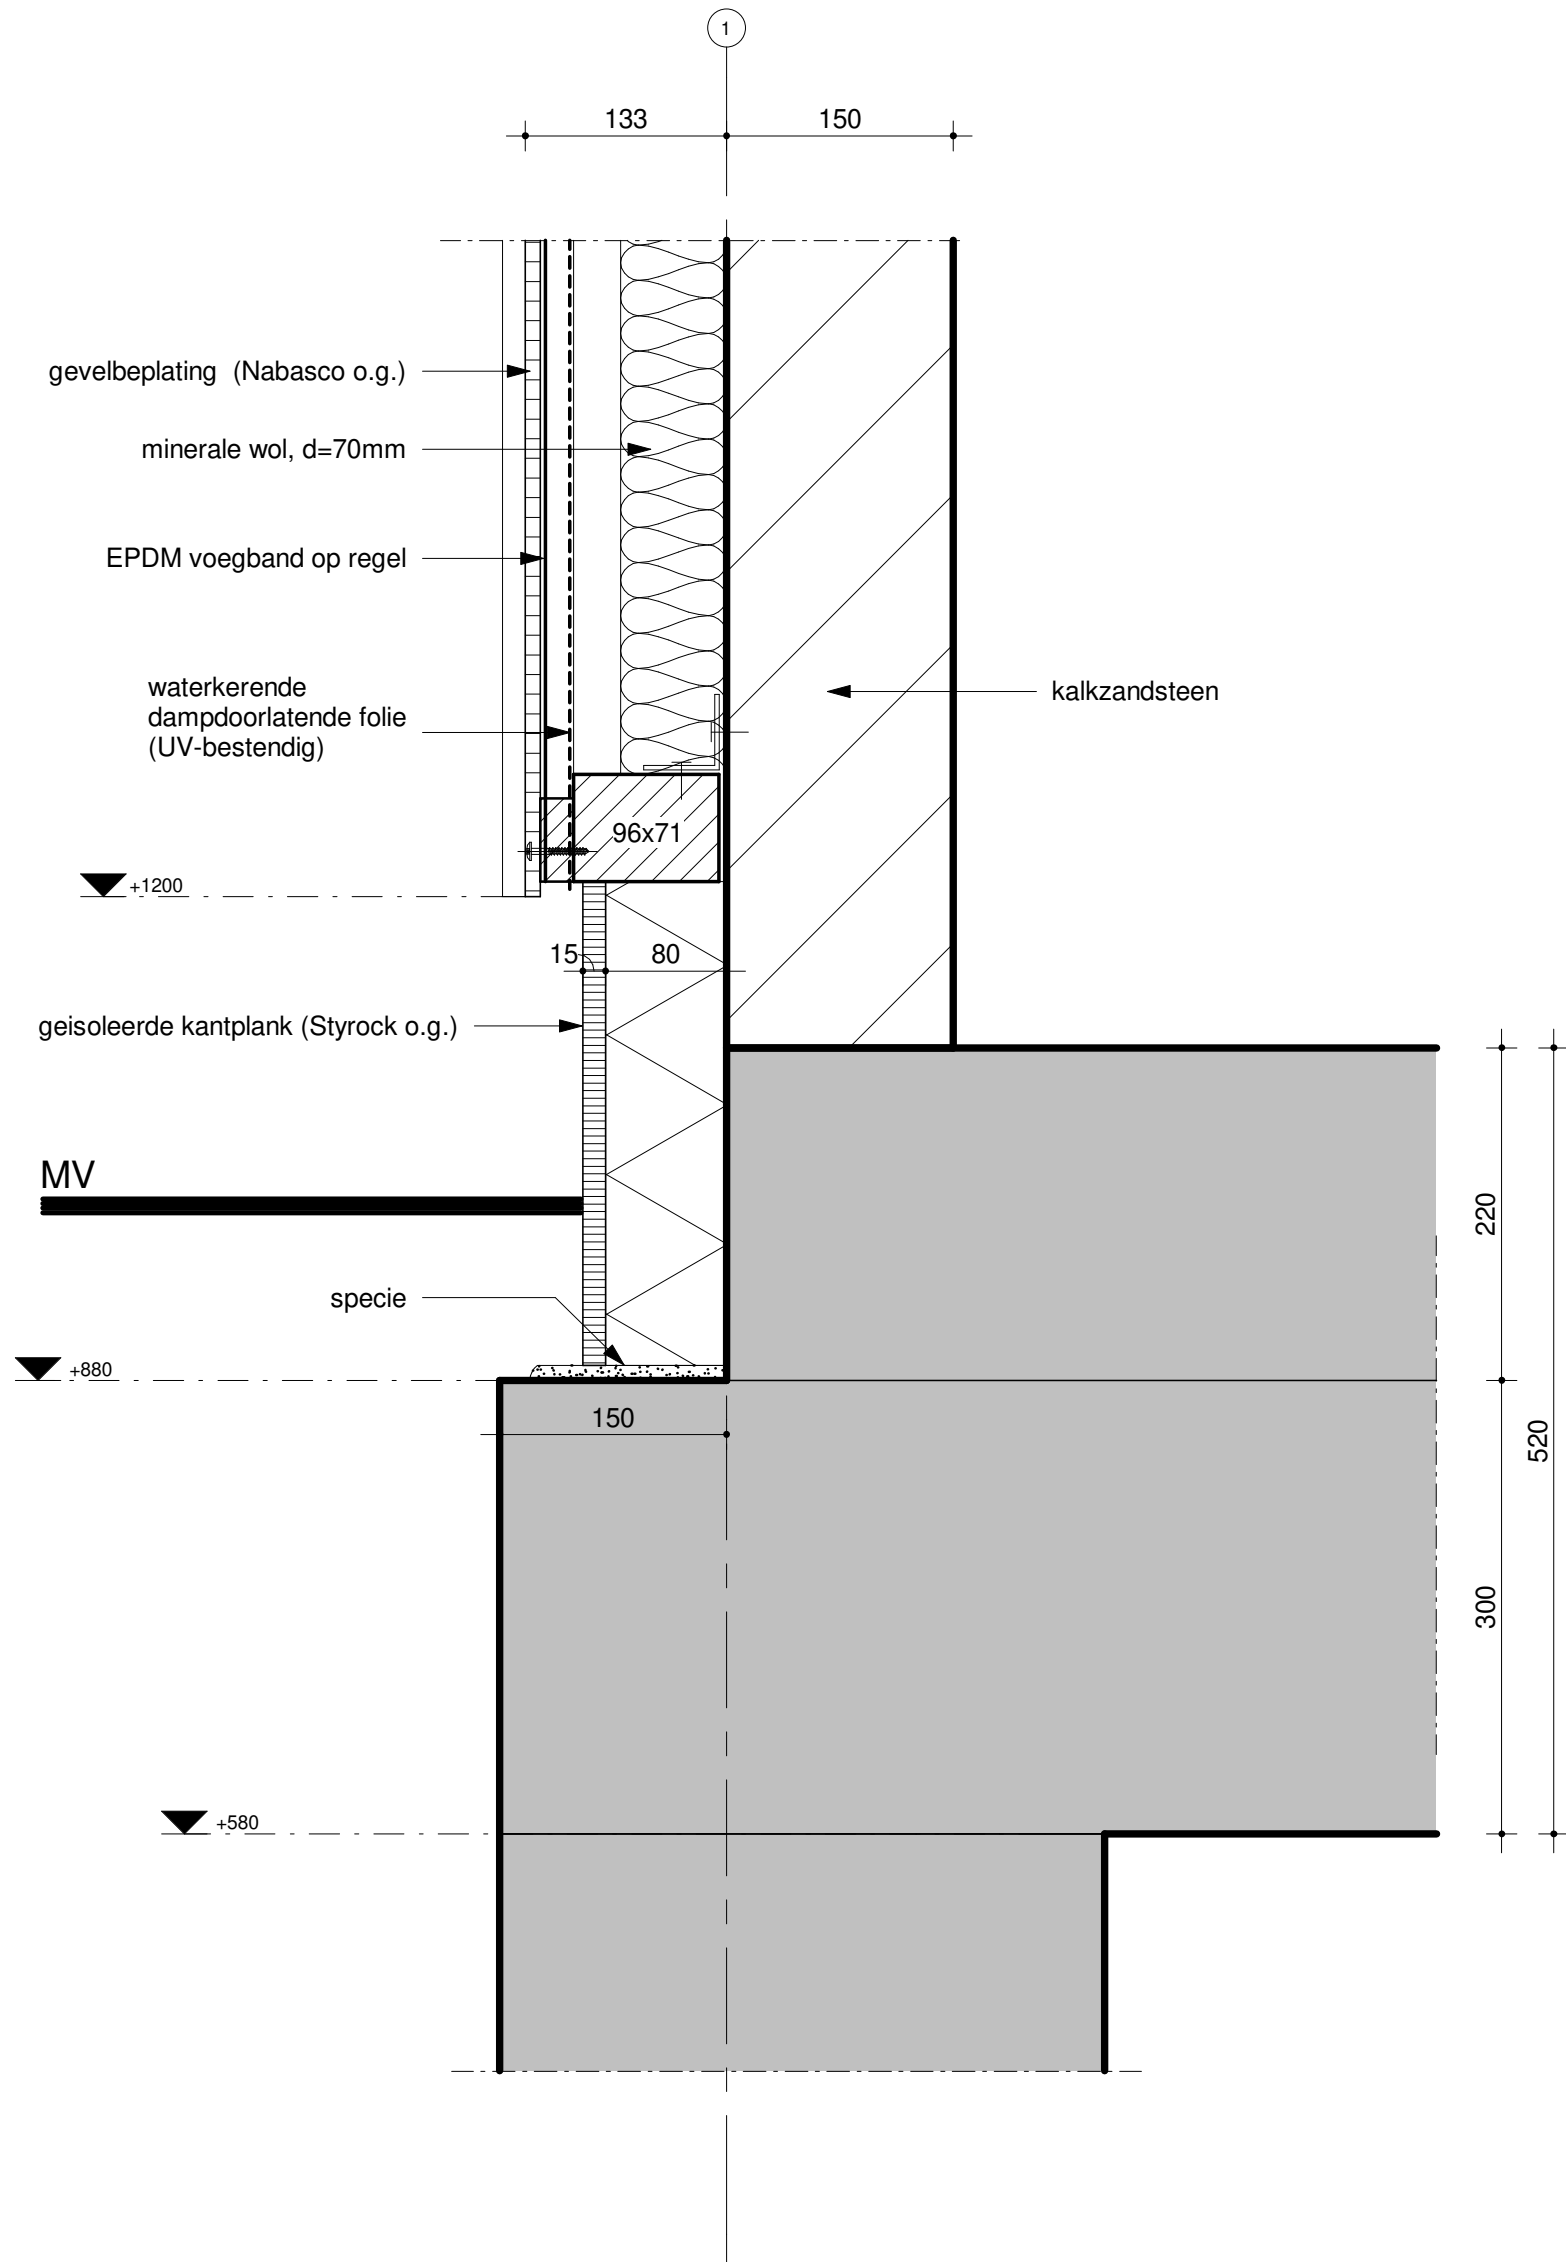 1
133
150
gevelbeplating (Nabasco o.g.)
minerale wol, d=70mm
EPDM voegband op regel
waterkerende
dampdoorlatende folie
(UV-bestendig)
kalkzandsteen
96x71
+1200
15
80
geisoleerde kantplank (Styrock o.g.)
MV
220
specie
+880
150
520
300
+580